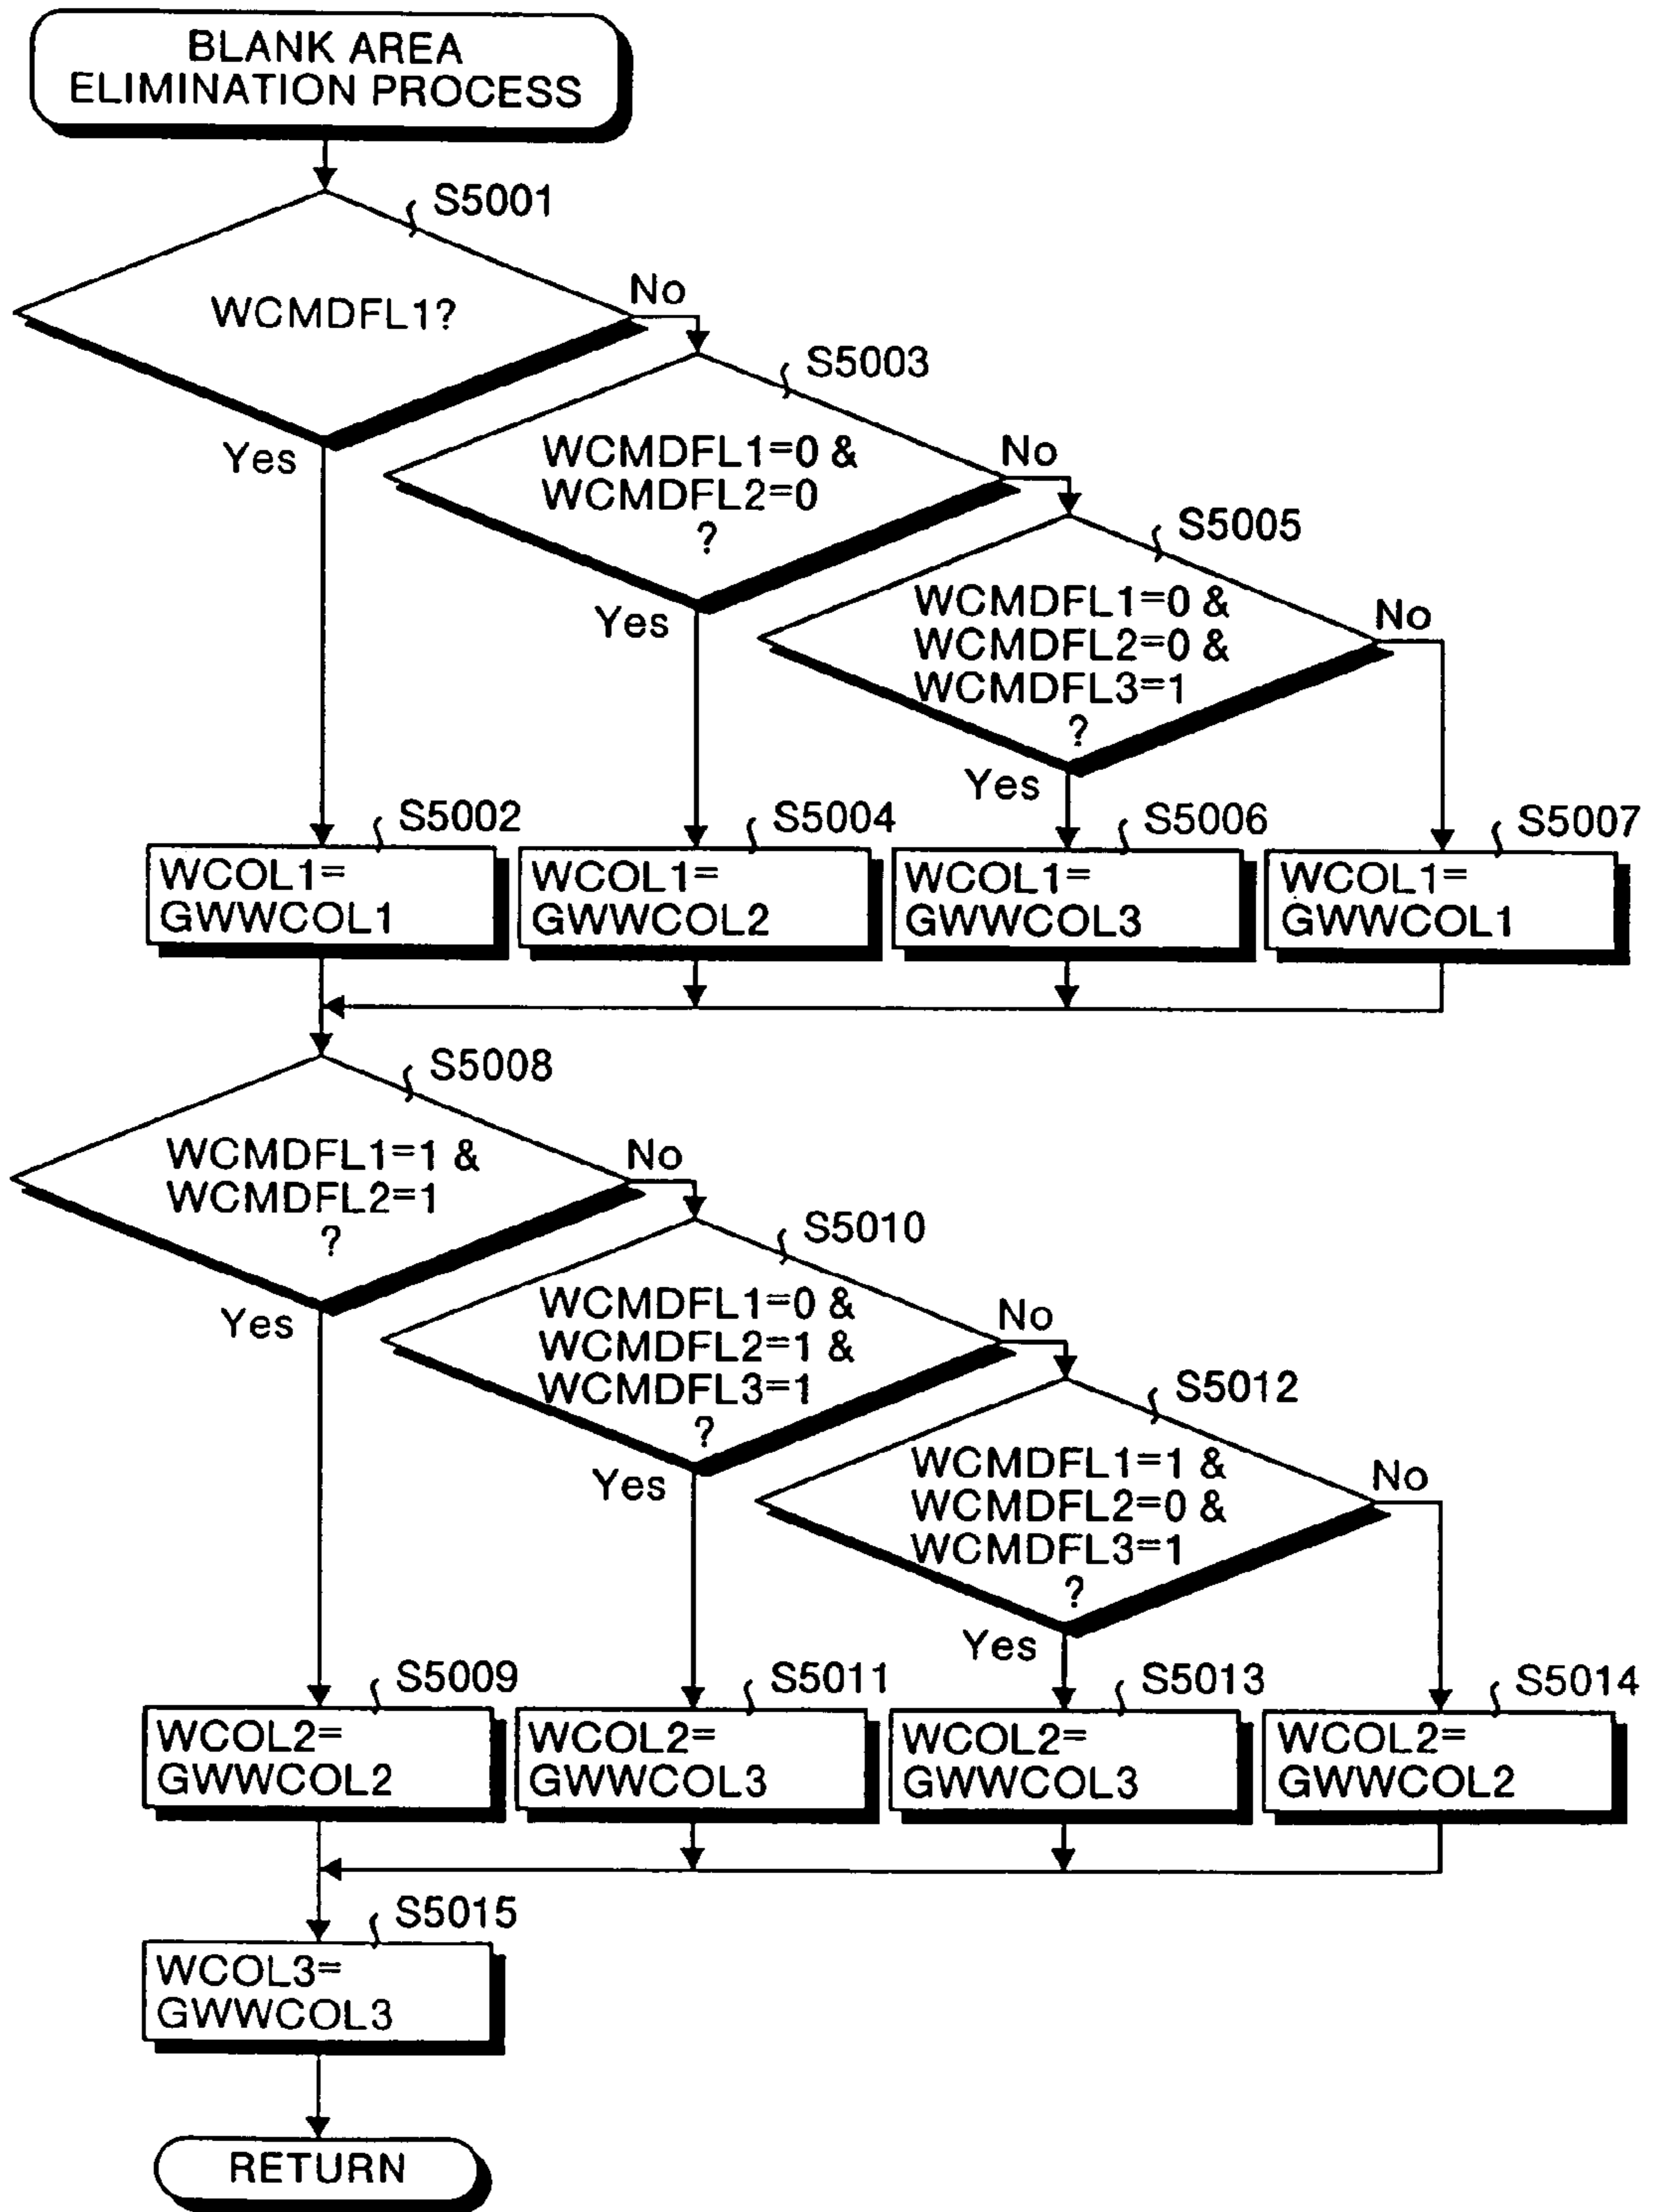 BLANK AREA
ELIMINATION PROCESS
S5001
WCMDFL1?
No
Yes
S5003
WCMDFL1=0 &
WCMDFL2=0
?
No
Yes
S5005
WCMDFL1=0 &
WCMDFL2=0 &
WCMDFL3=1
?
No
Yes
S5002
WCOL1=
GWWCOL1
S5004
WCOL1=
GWWCOL2
S5006
WCOL1=
GWWCOL3
S5007
WCOL1=
GWWCOL1
S5008
WCMDFL1=1 &
WCMDFL2=1
?
No
Yes
S5010
WCMDFL1=0 &
WCMDFL2=1 &
WCMDFL3=1
?
No
Yes
S5012
WCMDFL1=1 &
WCMDFL2=0 &
WCMDFL3=1
?
No
Yes
S5009
WCOL2=
GWWCOL2
S5011
WCOL2=
GWWCOL3
S5013
WCOL2=
GWWCOL3
S5014
WCOL2=
GWWCOL2
S5015
WCOL3=
GWWCOL3
RETURN